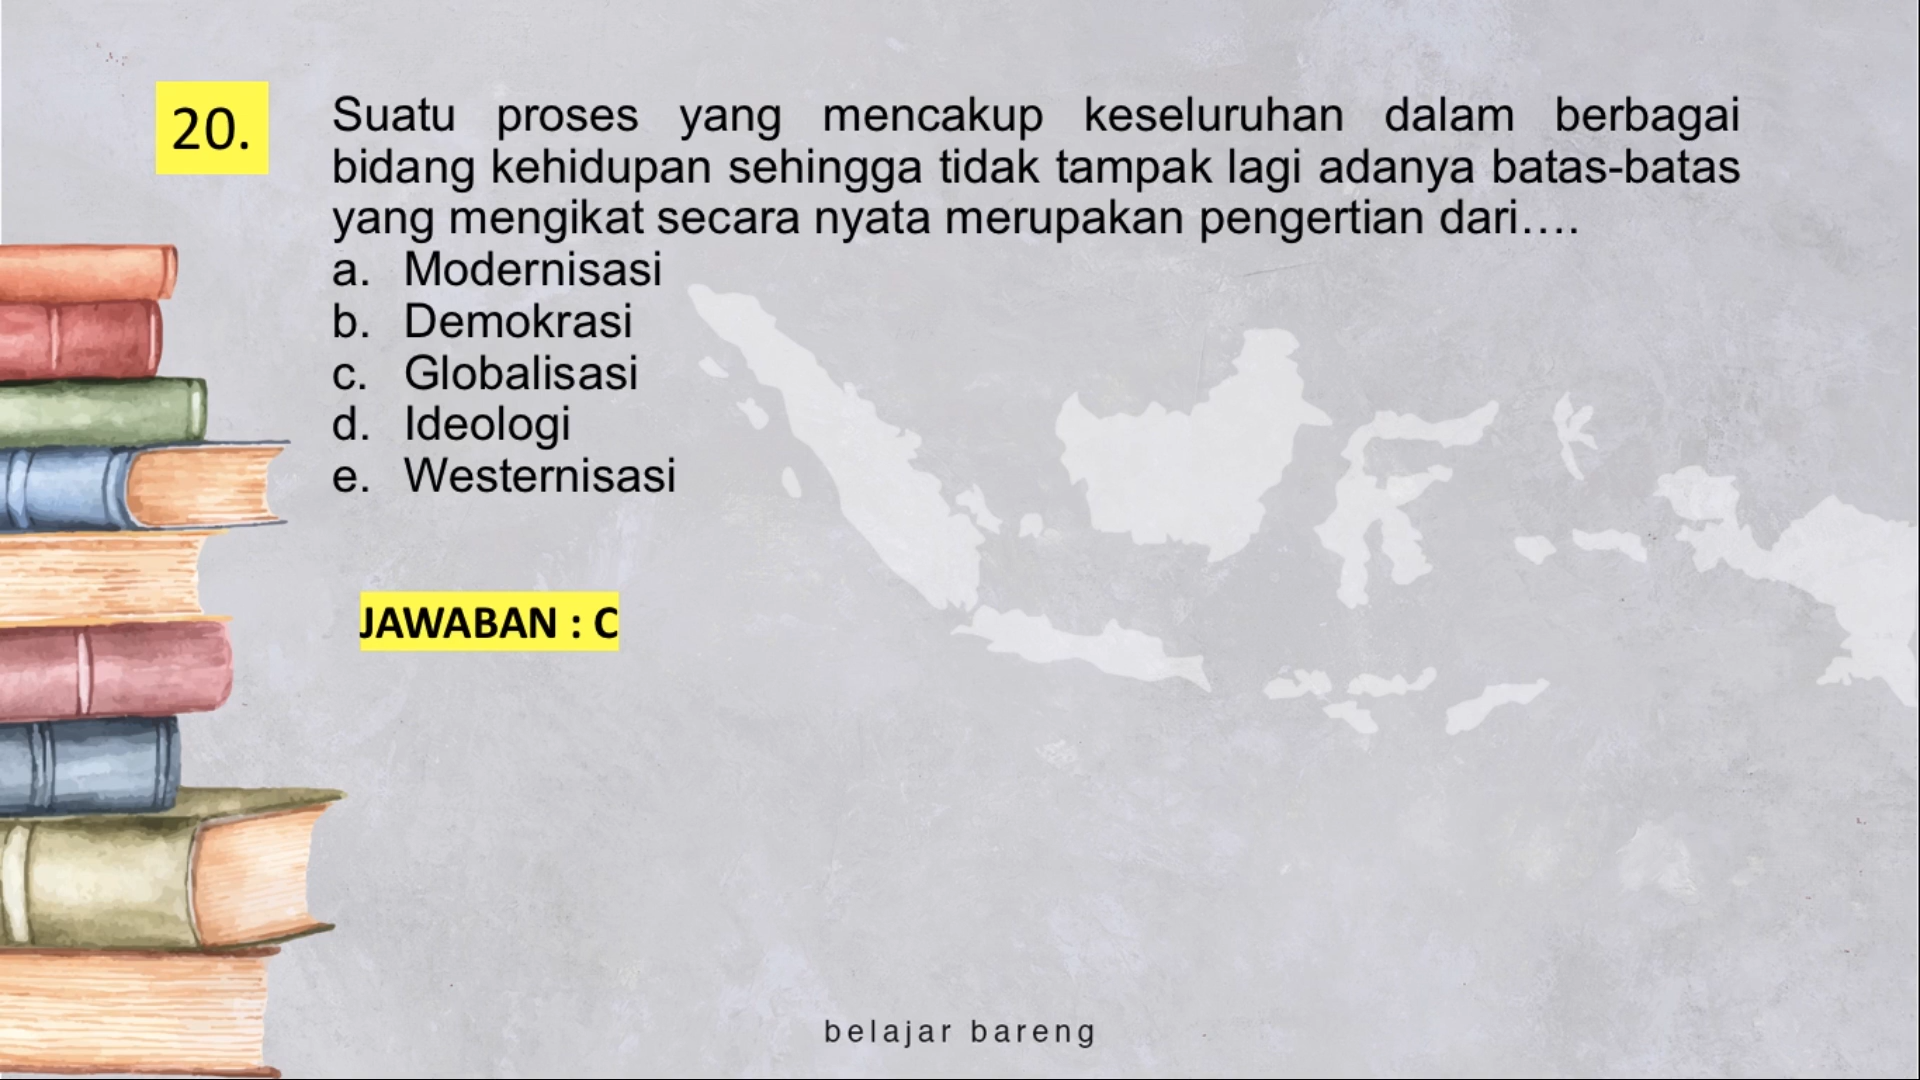 20.
Suatu proses yang mencakup keseluruhan dalam berbagai
bidang kehidupan sehingga tidak tampak lagi adanya batas-batas
yang mengikat secara nyata merupakan pengertian dari….
a. Modernisasi
b. Demokrasi
c. Globalisasi
d. Ideologi
e. Westernisasi
JAWABAN : C
belajar bareng